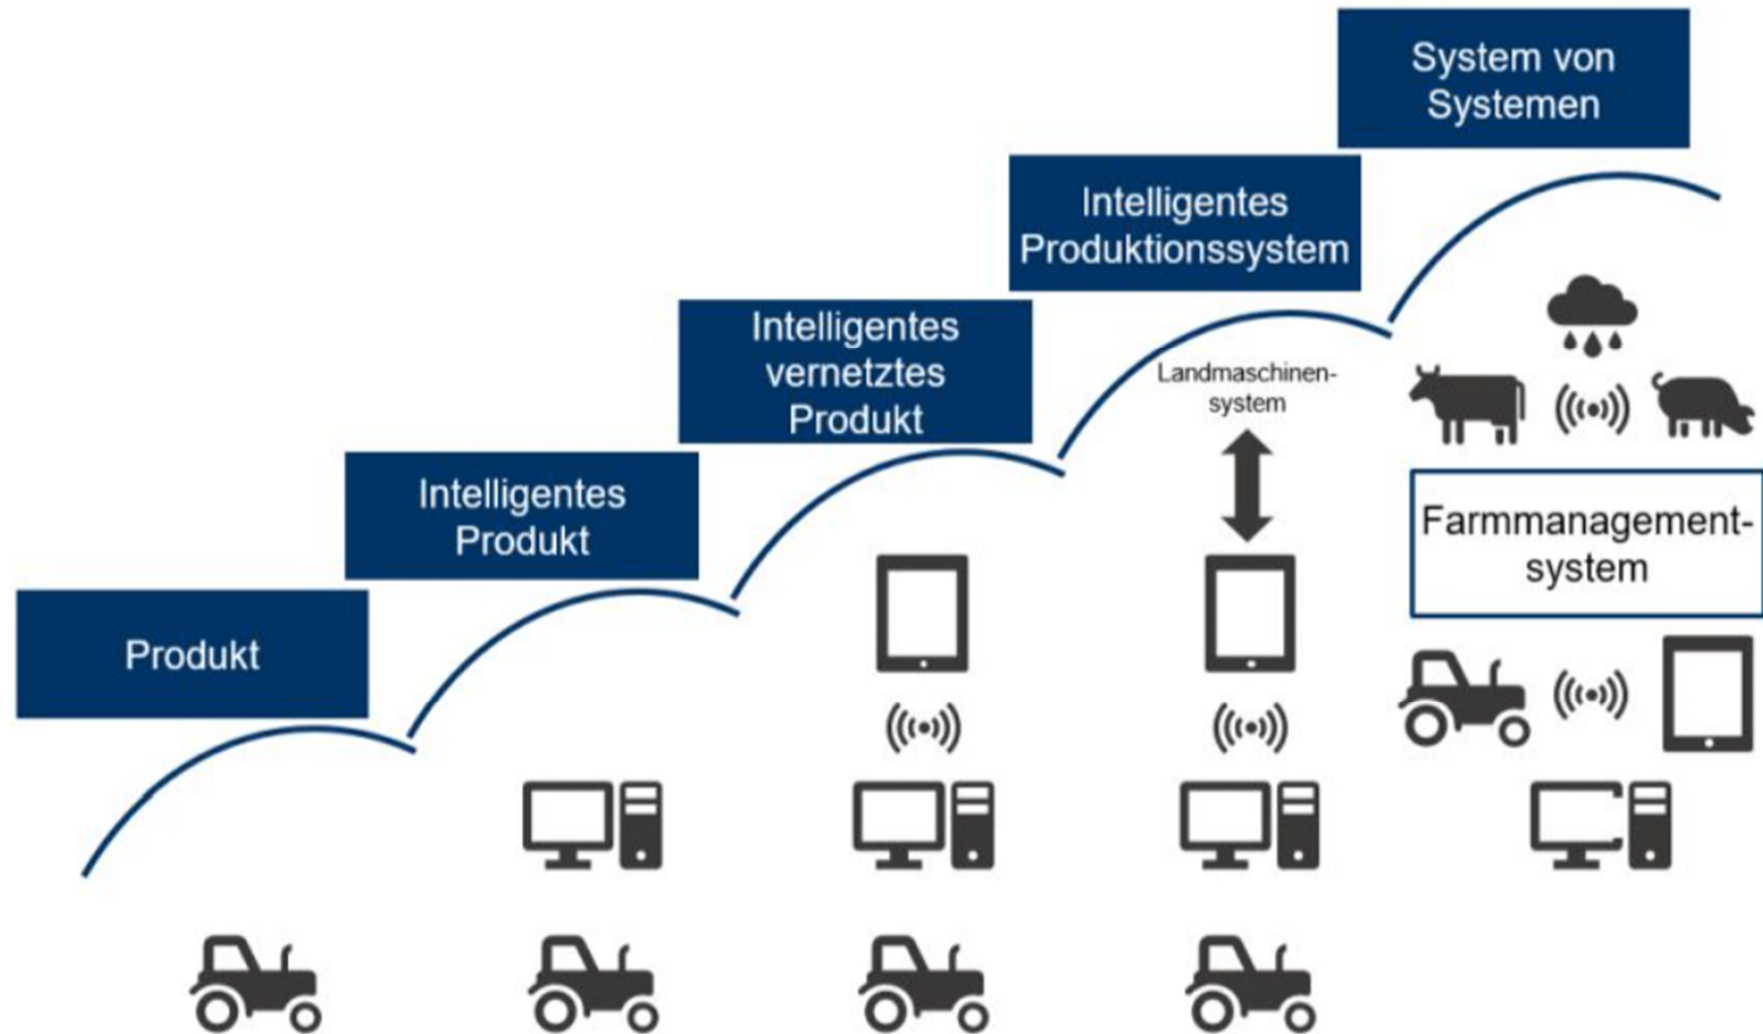 System von
Systemen
Intelligentes
Produktionssystem
Intelligentes
vernetztes
Produkt
Landmaschinen-
system
Intelligentes
Produkt
Farmmanagement-
system
Produkt